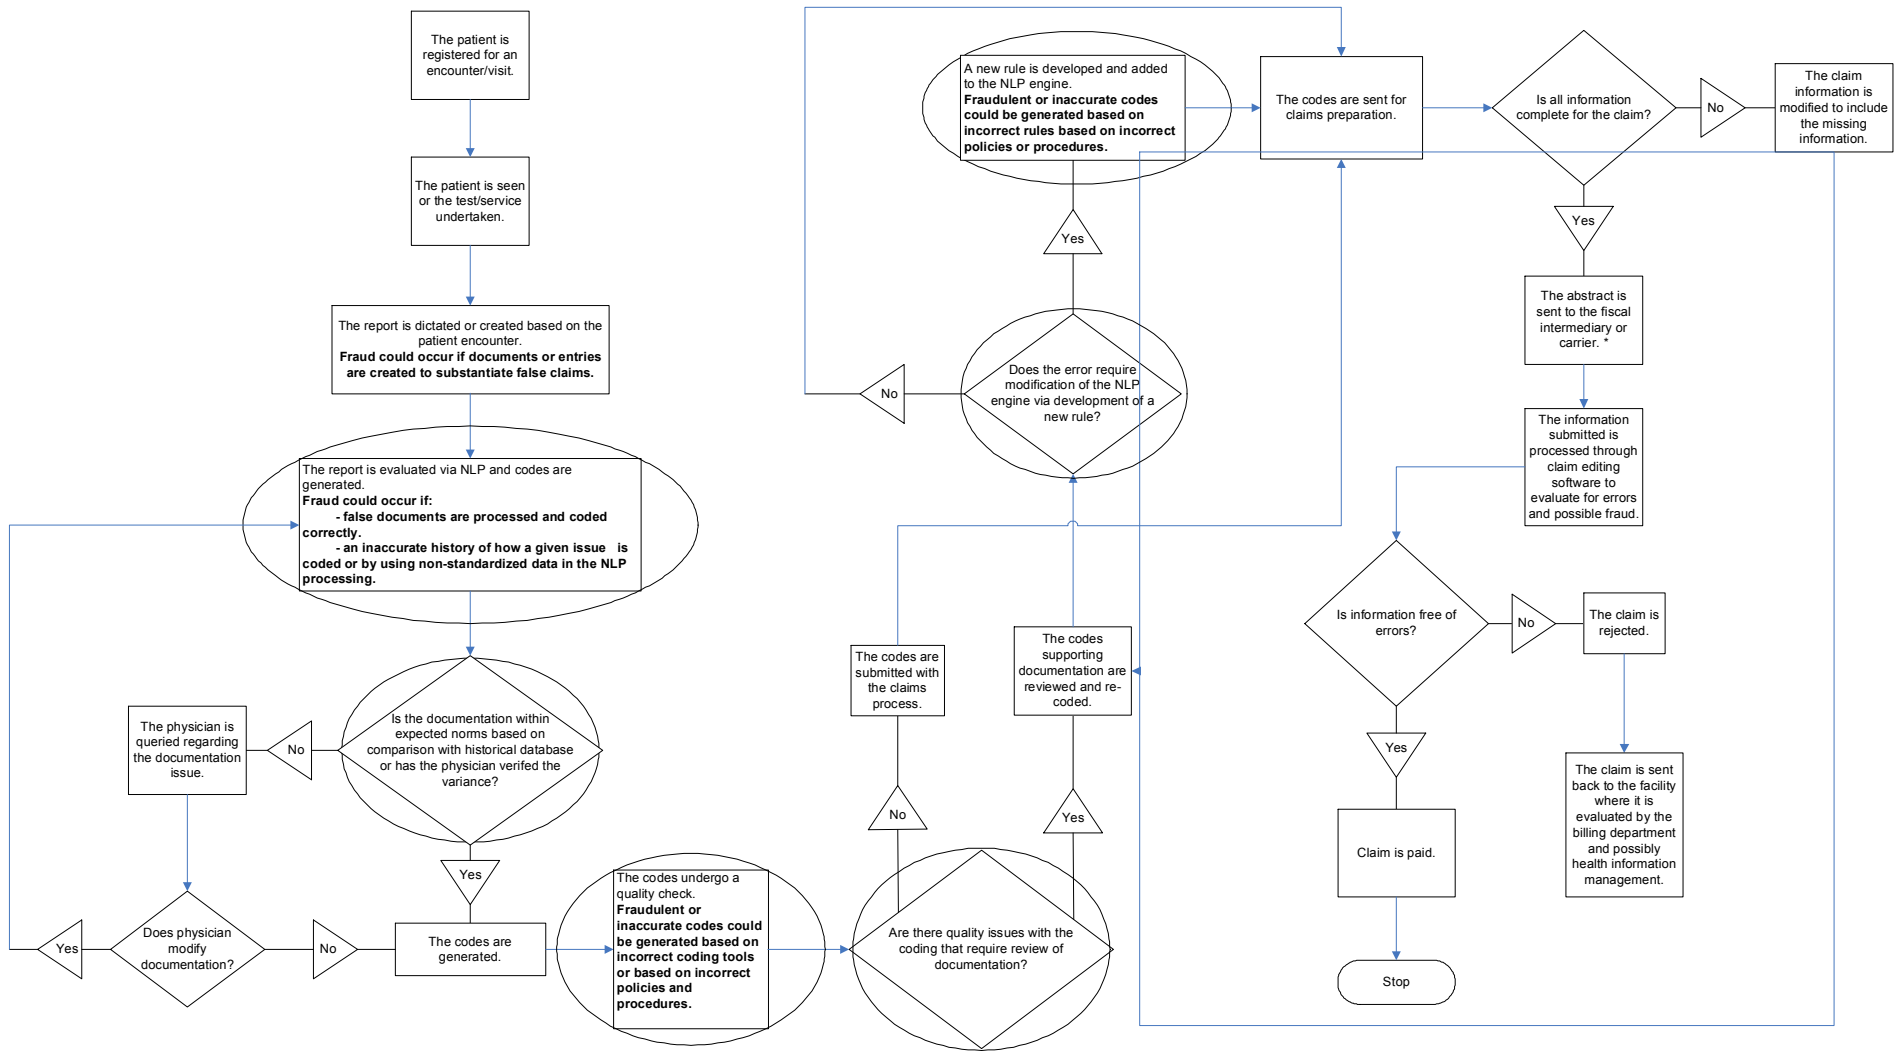 The patient is
registered for an
encounter/visit.
The patient is seen
or the test/service
undertaken.
The report is dictated or created based on the
patient encounter.
Fraud could occur if documents or entries
are created to substantiate false claims.
The report is evaluated via NLP and codes are
generated.
Fraud could occur if:
- false documents are processed and coded
correctly.
- an inaccurate history of how a given issue is
coded or by using non-standardized data in the NLP
processing.
Is the documentation within
expected norms based on
comparison with historical database
or has the physician verifed the
variance?
No
The physician is
queried regarding
the documentation
issue.
Does physician
modify
documentation?
Yes
No
Yes
The codes are
generated.
The codes undergo a
quality check.
Fraudulent or
inaccurate codes could
be generated based on
incorrect coding tools
or based on incorrect
policies and
procedures.
Are there quality issues with the
coding that require review of
documentation?
No
The codes are
submitted with
the claims
process.
Yes
The codes
supporting
documentation are
reviewed and re-
coded.
Does the error require
modification of the NLP
engine via development of a
new rule?
No
Yes
A new rule is developed and added
to the NLP engine.
Fraudulent or inaccurate codes
could be generated based on
incorrect rules based on incorrect
policies or procedures.
The codes are sent for
claims preparation.
Is all information
complete for the claim?
No
The claim
information is
modified to include
the missing
information.
Yes
The abstract is
sent to the fiscal
intermediary or
carrier. *
The information
submitted is
processed through
claim editing
software to
evaluate for errors
and possible fraud.
Is information free of
errors?
No
The claim is
rejected.
The claim is sent
back to the facility
where it is
evaluated by the
billing department
and possibly
health information
management.
Yes
Claim is paid.
Stop